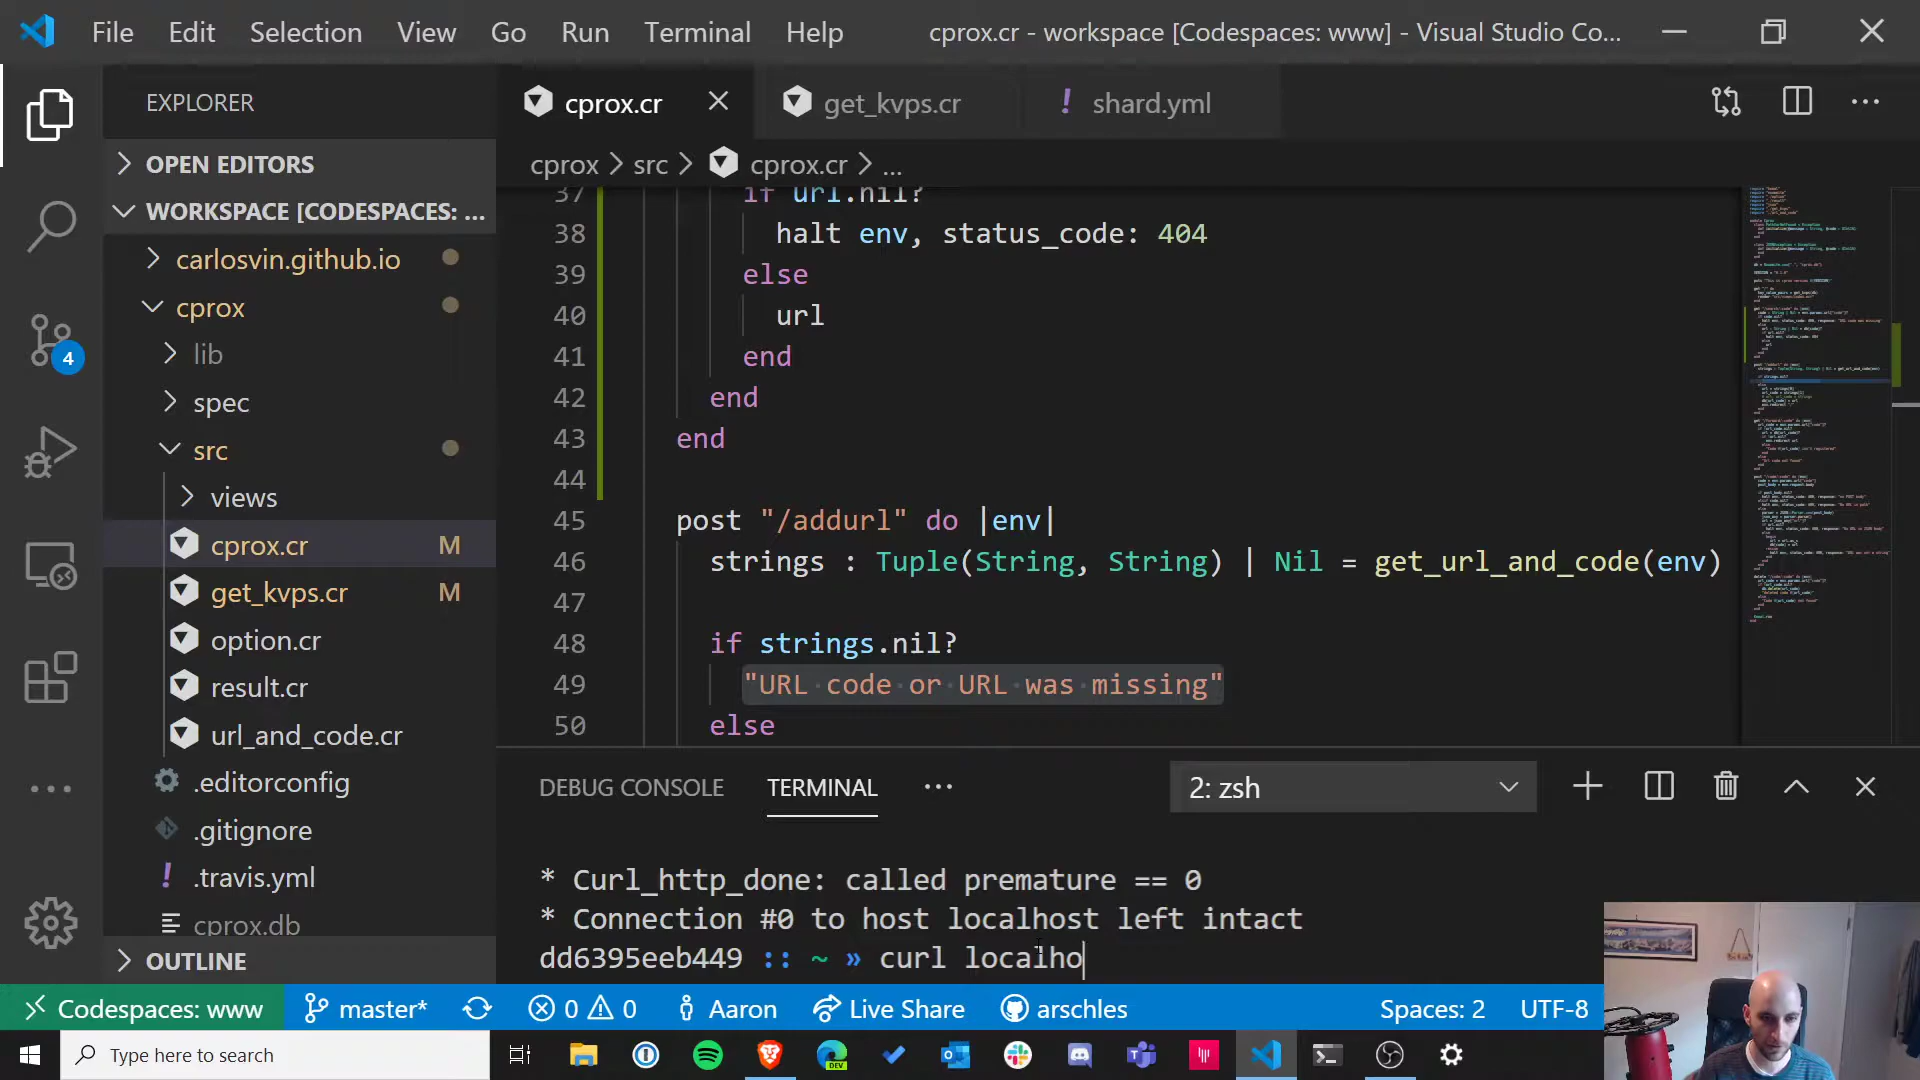 File Edit Selection View Go Run Terminal Help cprox.cr - workspace [Codespaces: www] - Visual Studio Co...
EXPLORER
OPEN EDITORS
WORKSPACE [CODESPACES: ...
carlosvin.github.io
cprox
lib
spec
src
views
cprox.cr M
get_kvps.cr M
option.cr
result.cr
url_and_code.cr
.editorconfig
.gitignore
! .travis.yml
cprox.db
OUTLINE
4
cprox.cr get_kvps.cr ! shard.yml
cprox > src > cprox.cr > ...
37 if url.nil?
38 halt env, status_code: 404
39 else
40 url
41 end
42 end
43 end
44
45 post "/addurl" do |env|
46 strings : Tuple(String, String) | Nil = get_url_and_code(env)
47
48 if strings.nil?
49 "URL code or URL was missing"
50 else
DEBUG CONSOLE TERMINAL ... 2: zsh
* Curl_http_done: called premature == 0
* Connection #0 to host localhost left intact
dd6395eeb449 :: ~ » curl localho
Codespaces: www master* 0 0 Aaron Live Share arschles Spaces: 2 UTF-8
Type here to search
DEV